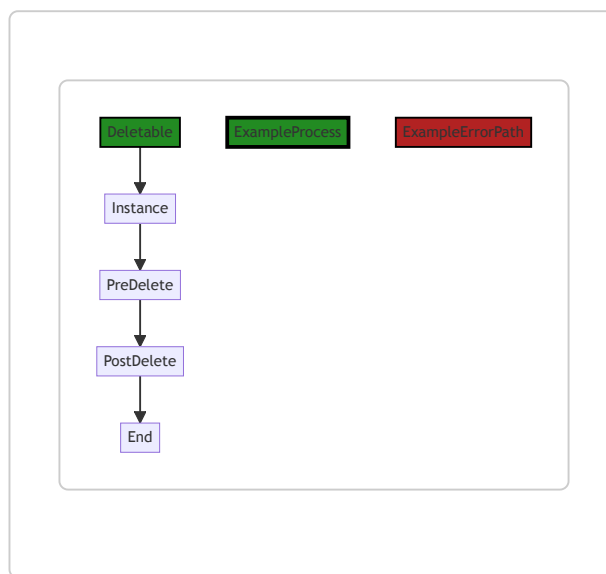 Deletable
ExampleProcess
ExampleErrorPath
Instance
PreDelete
PostDelete
End